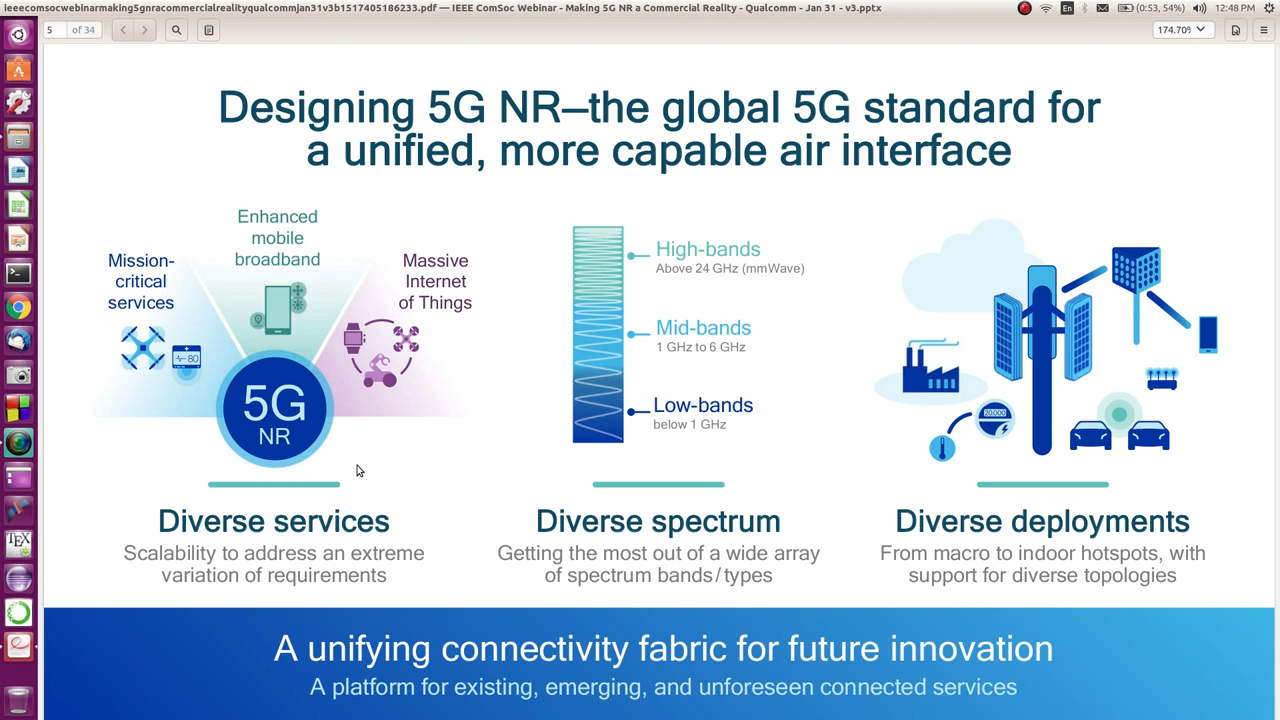 ieeecomsocwebinarmaking5gnracommercialrealityqualcommjan31v3b1517405186233.pdf — IEEE ComSoc Webinar - Making 5G NR a Commercial Reality - Qualcomm - Jan 31 - v3.pptx
En
(0:53, 54%)
12:48 PM
5
of 34
174.70%
Designing 5G NR—the global 5G standard for
a unified, more capable air interface
Enhanced
mobile
broadband
Mission-
critical
services
Massive
Internet
of Things
80
5G
NR
High-bands
Above 24 GHz (mmWave)
Mid-bands
1 GHz to 6 GHz
Low-bands
below 1 GHz
20,000
Diverse services
Scalability to address an extreme
variation of requirements
Diverse spectrum
Getting the most out of a wide array
of spectrum bands/types
Diverse deployments
From macro to indoor hotspots, with
support for diverse topologies
A unifying connectivity fabric for future innovation
A platform for existing, emerging, and unforeseen connected services
TEX